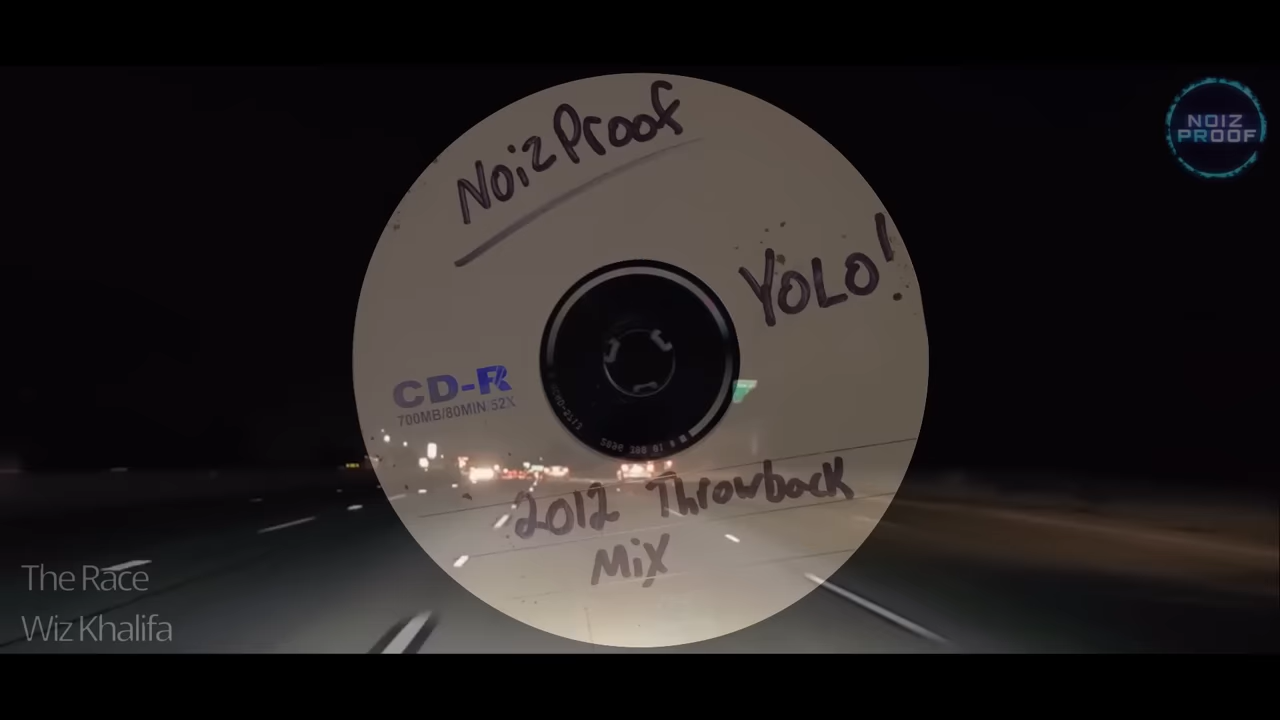 NoizProof
NOIZ
PROOF
YOLO!
CD-R
700MB/80MIN 52X
2012 Throwback
Mix
The Race
Wiz Khalifa